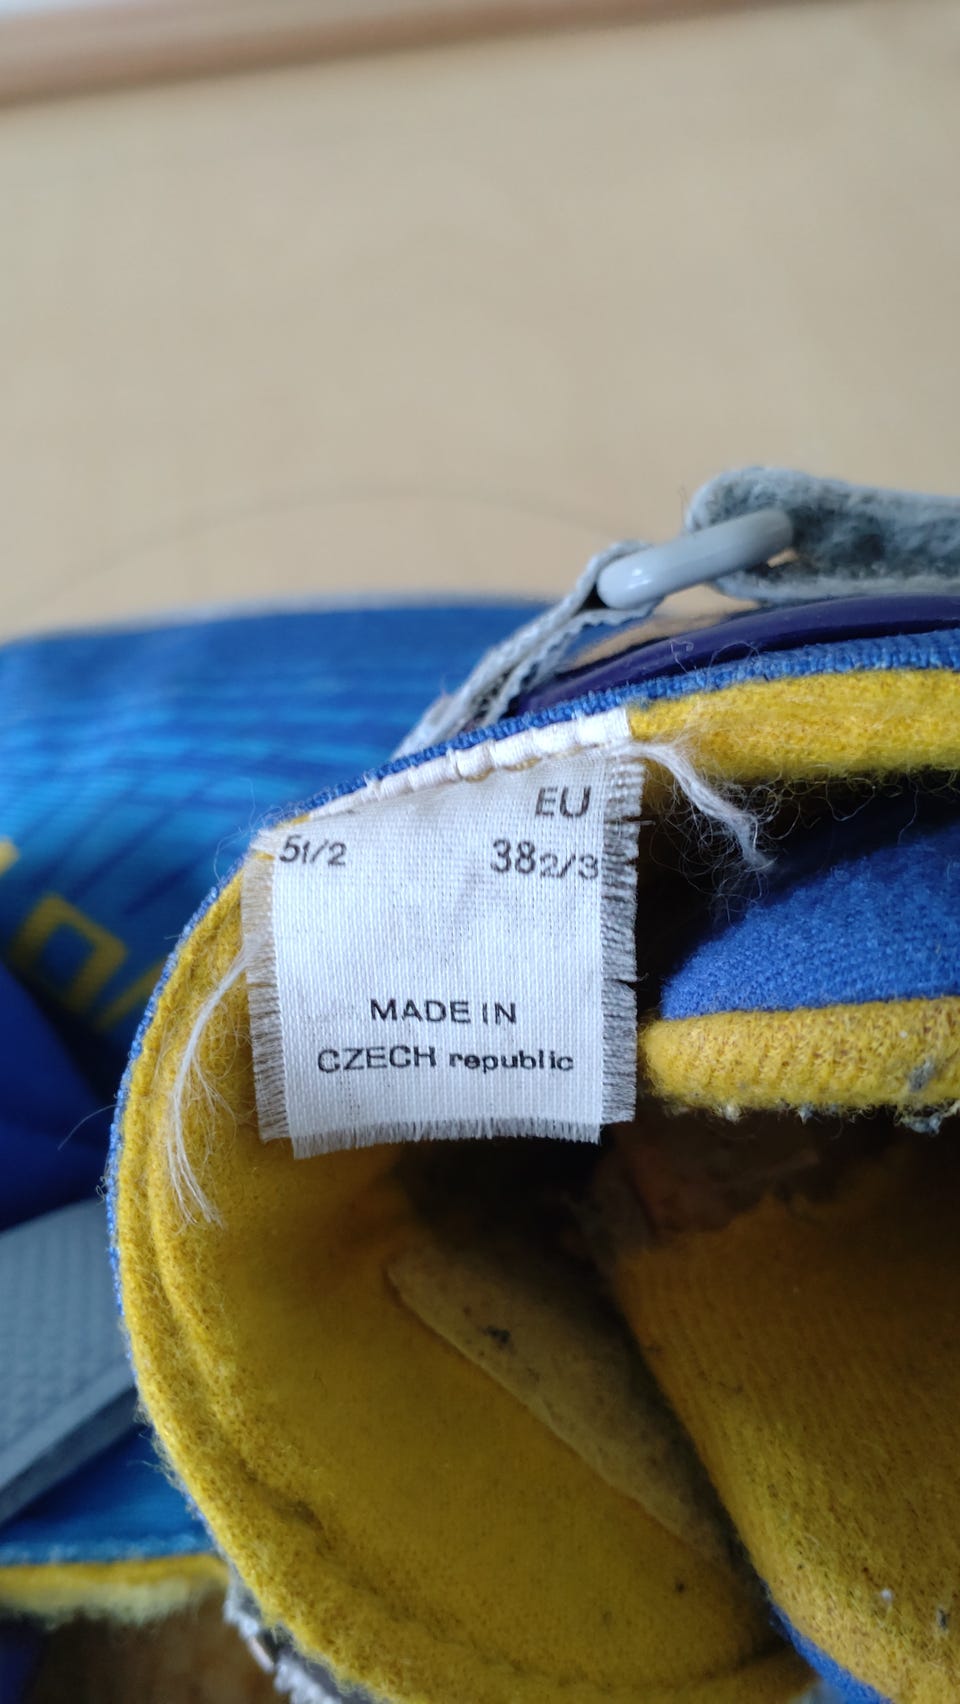 EU
5 1/2 38 2/3
MADE IN
CZECH republic